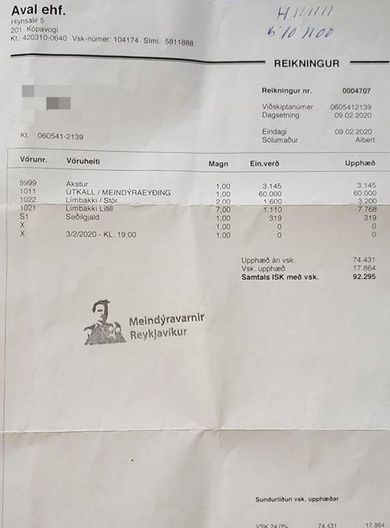 Aval ehf.
Hlynsalir 5
201 Kópavogi
Kt. 420310-0640 Vsk-númer: 104174 Sími: 5811888
REIKNINGUR
Reikningur nr. 0004707
Viðskiptanúmer 0605412139
Dagsetning 09.02.2020
Eindagi 09.02.2020
Sölumaður Albert
Kt. 060541-2139
Vörunr. Vöruheiti Magn Ein.verð Upphæð
9999 Akstur 1,00 3.145 3.145
1011 ÚTKALL / MEINDÝRAEYÐING 1,00 60.000 60.000
1022 Límbakki / Stór 2,00 1.600 3.200
1021 Límbakki Lítill 7,00 1.110 7.768
S1 Seðilgjald 1,00 319 319
X 1,00 0 0
X 3/2/2020 - KL. 19:00 1,00 0 0
X 1,00 0 0
Upphæð án vsk. 74.431
Vsk. upphæð 17.864
Samtals ISK með vsk. 92.295
Meindýravarnir
Reykjavíkur
Sundurliðun vsk. upphæðar
VSK 24,0% 74.431 17.864